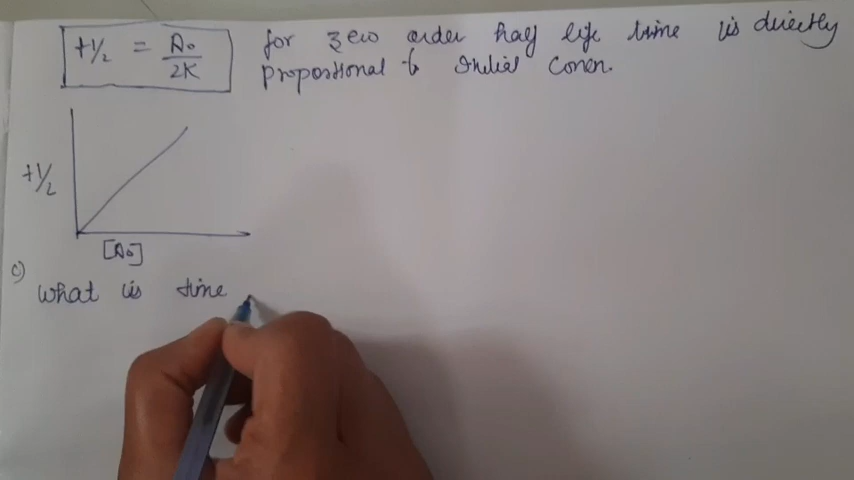 t1/2 = A₀/2K
for zero order half life time is directly
proportional to Initial Concn.
t1/2
[A₀]
c)
what is time